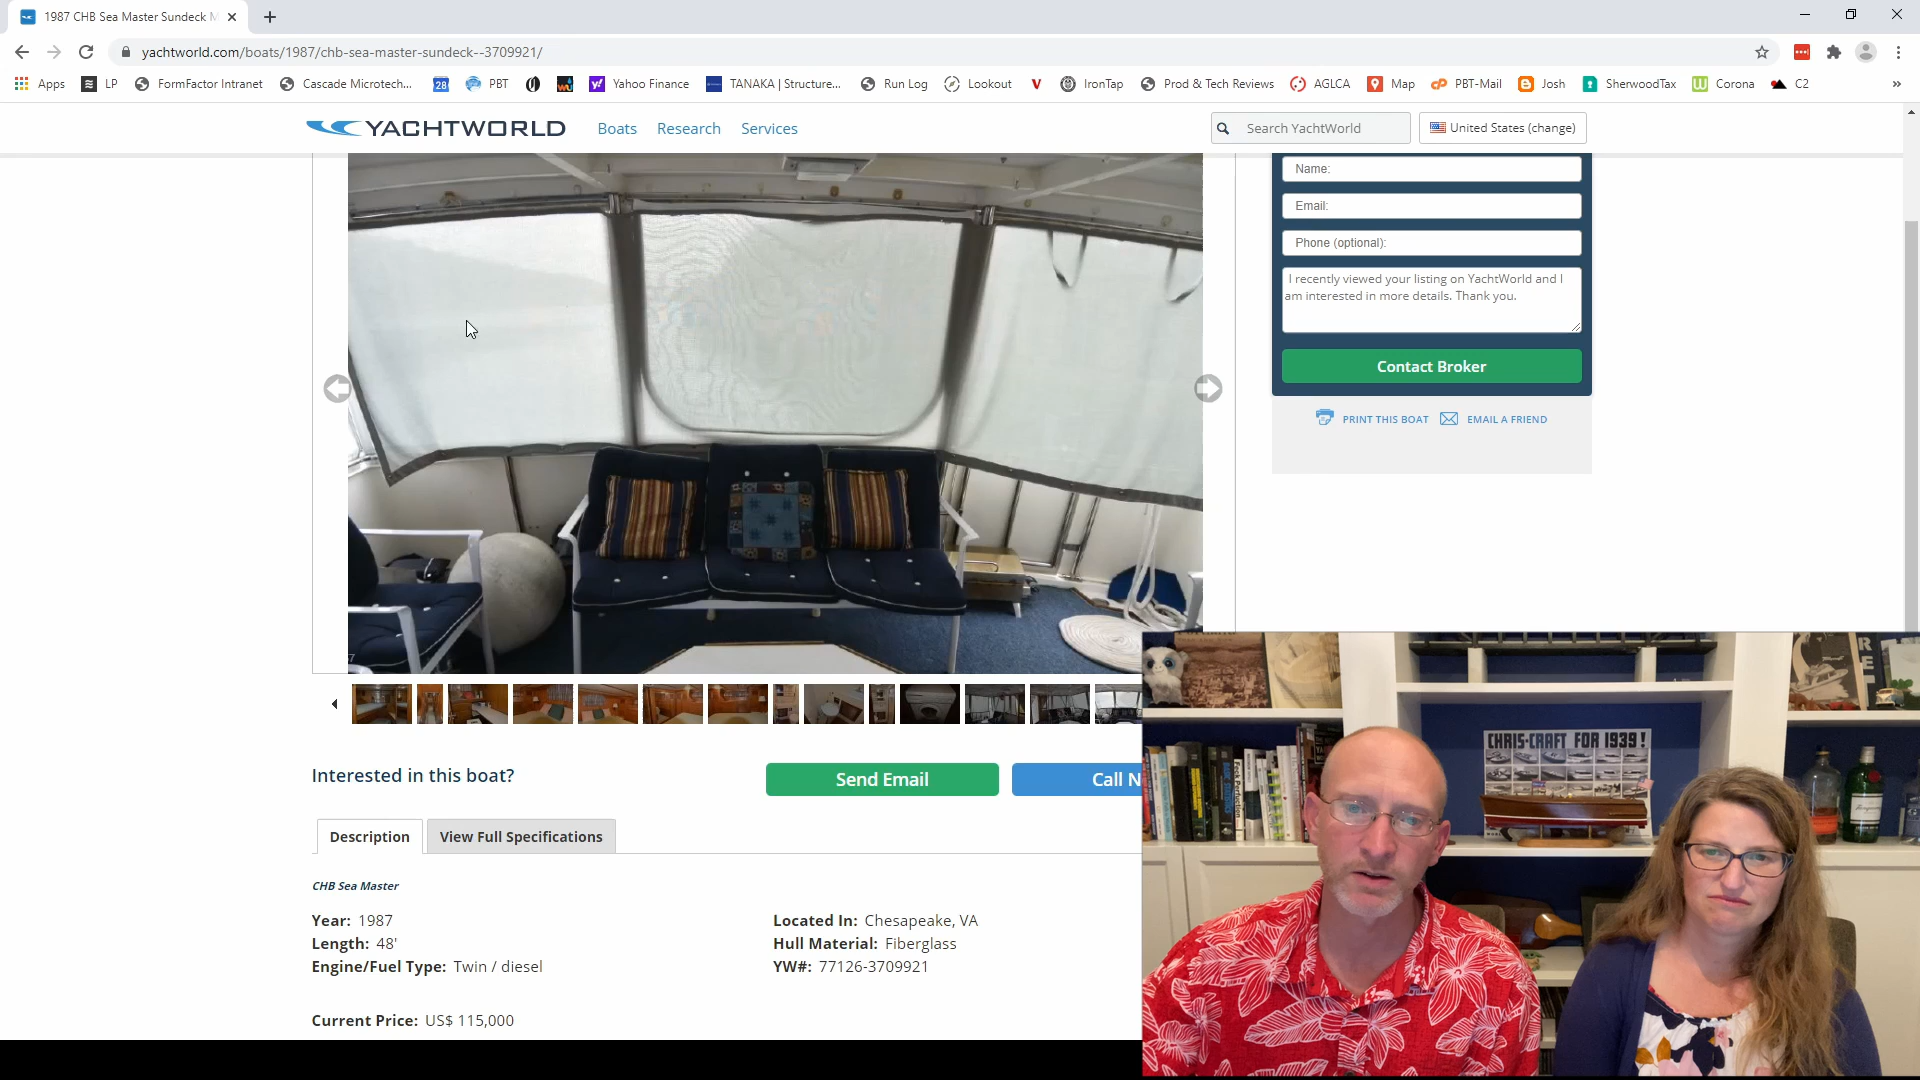 1987 CHB Sea Master Sundeck M
yachtworld.com/boats/1987/chb-sea-master-sundeck--3709921/
Apps LP FormFactor Intranet Cascade Microtech... 28 PBT Yahoo Finance TANAKA | Structure... Run Log Lookout V IronTap Prod & Tech Reviews AGLCA Map PBT-Mail Josh SherwoodTax Corona C2 »
YACHTWORLD Boats Research Services Search YachtWorld United States (change)
Name:
Email:
Phone (optional):
I recently viewed your listing on YachtWorld and I
am interested in more details. Thank you.
Contact Broker
PRINT THIS BOAT EMAIL A FRIEND
Interested in this boat? Send Email Call N
Description View Full Specifications
CHB Sea Master
Year: 1987
Length: 48'
Engine/Fuel Type: Twin / diesel
Located In: Chesapeake, VA
Hull Material: Fiberglass
YW#: 77126-3709921
Current Price: US$ 115,000
CHRIS-CRAFT FOR 1939!